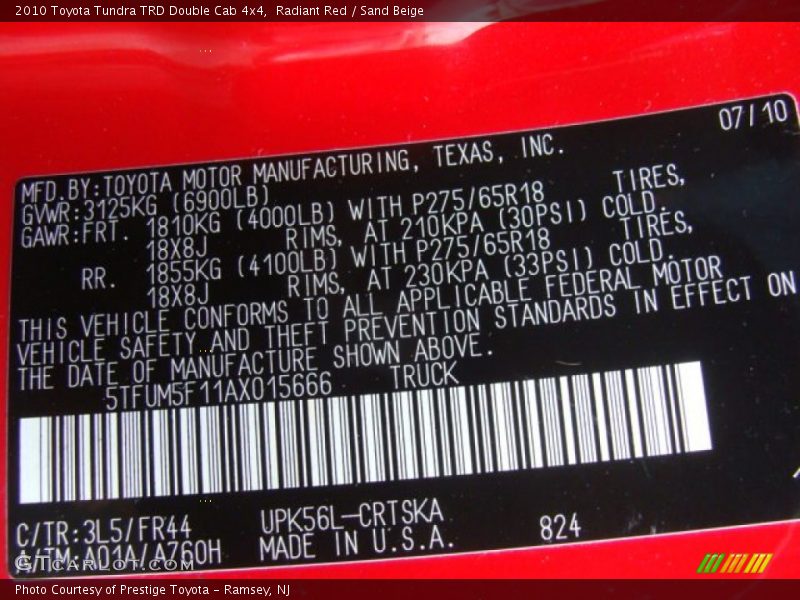 2010 Toyota Tundra TRD Double Cab 4x4,  Radiant Red / Sand Beige
07/10
MFD.BY:TOYOTA MOTOR MANUFACTURING, TEXAS, INC.
GVWR:3125KG (6900LB)
GAWR:FRT. 1810KG (4000LB) WITH P275/65R18 TIRES,
18X8J RIMS, AT 210KPA (30PSI) COLD.
RR. 1855KG (4100LB) WITH P275/65R18 TIRES,
18X8J RIMS, AT 230KPA (33PSI) COLD.
THIS VEHICLE CONFORMS TO ALL APPLICABLE FEDERAL MOTOR
VEHICLE SAFETY AND THEFT PREVENTION STANDARDS IN EFFECT ON
THE DATE OF MANUFACTURE SHOWN ABOVE.
5TFUM5F11AX015666 TRUCK
C/TR:3L5/FR44 UPK56L-CRTSKA
A/TM:A01A/A760H MADE IN U.S.A. 824
GTCARLOT.COM
Photo Courtesy of Prestige Toyota - Ramsey, NJ